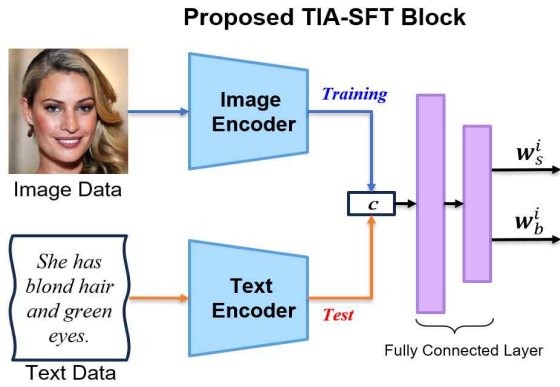 Proposed TIA-SFT Block
Image
Encoder
Training
Image Data
c
w_s^i
w_b^i
She has
blond hair
and green
eyes.
Text
Encoder
Test
Text Data
Fully Connected Layer